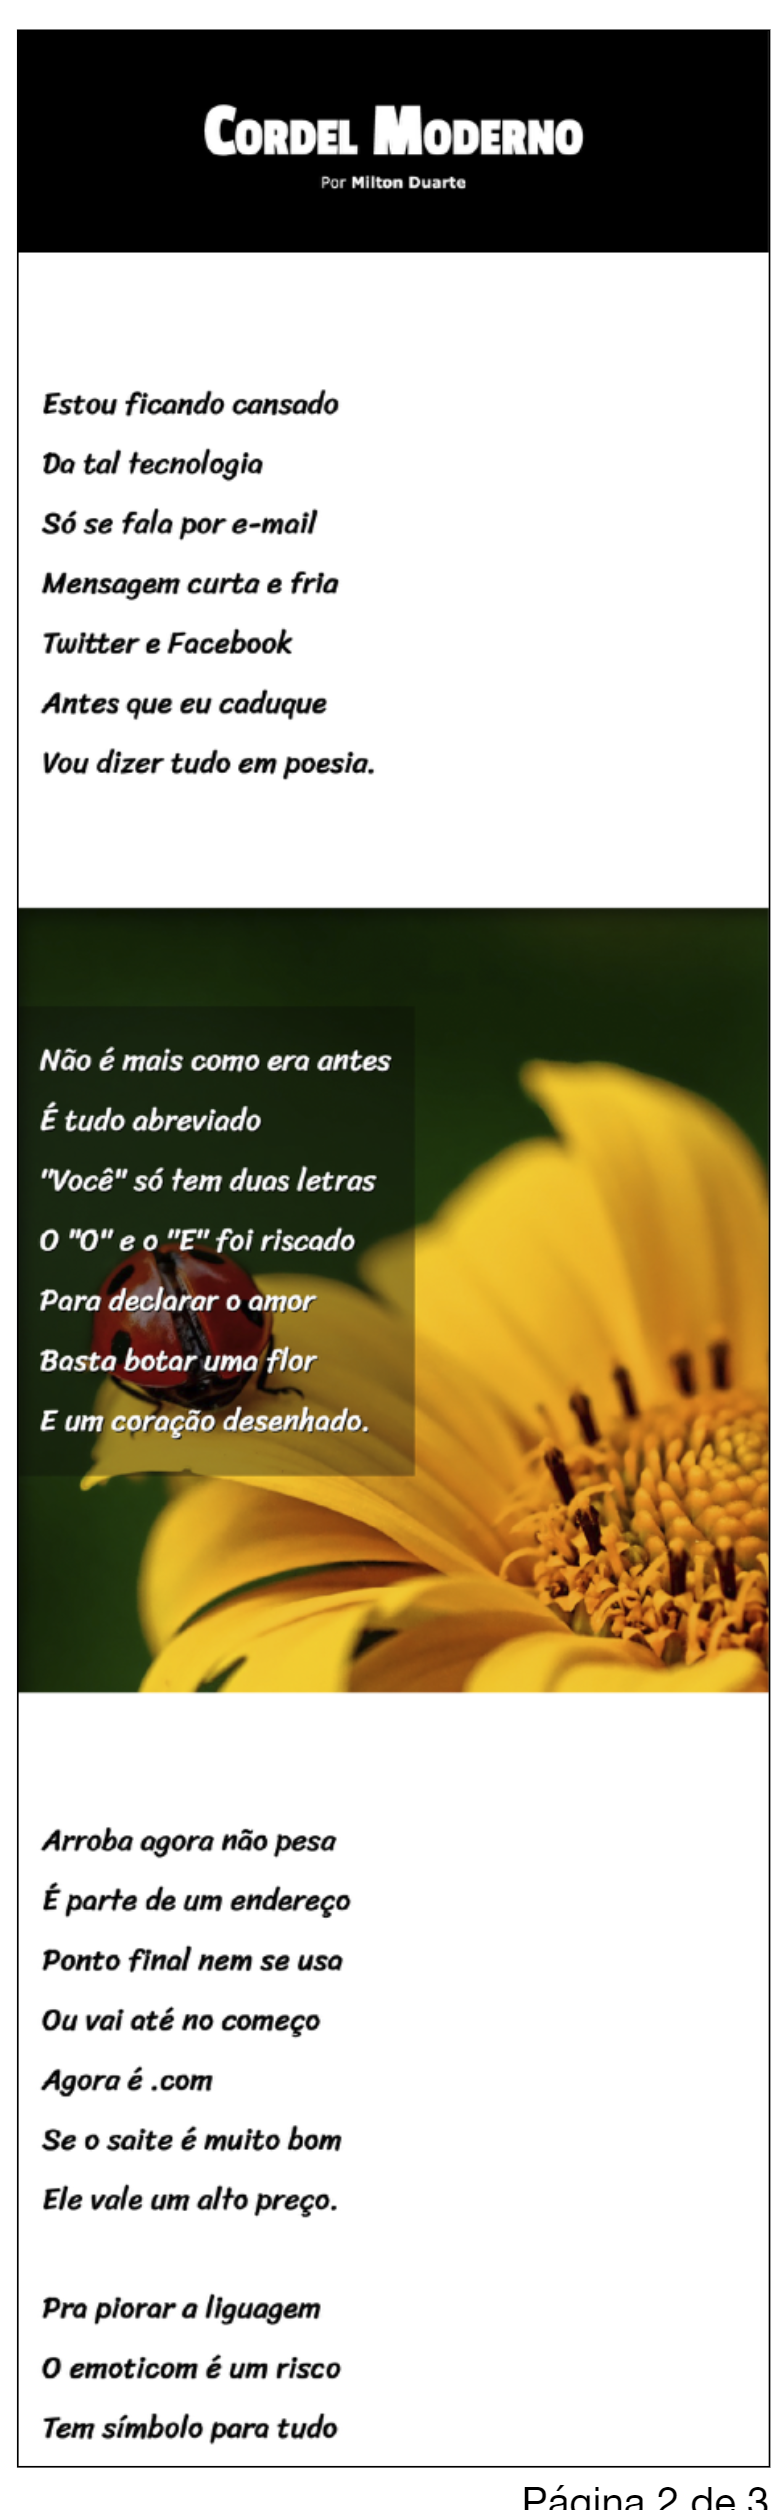 Cordel Moderno
Por Milton Duarte
Estou ficando cansado
Da tal tecnologia
Só se fala por e-mail
Mensagem curta e fria
Twitter e Facebook
Antes que eu caduque
Vou dizer tudo em poesia.
Não é mais como era antes
É tudo abreviado
"Você" só tem duas letras
O "O" e o "E" foi riscado
Para declarar o amor
Basta botar uma flor
E um coração desenhado.
Arroba agora não pesa
É parte de um endereço
Ponto final nem se usa
Ou vai até no começo
Agora é .com
Se o saite é muito bom
Ele vale um alto preço.
Pra piorar a liguagem
O emoticom é um risco
Tem símbolo para tudo
Página 2 de 3